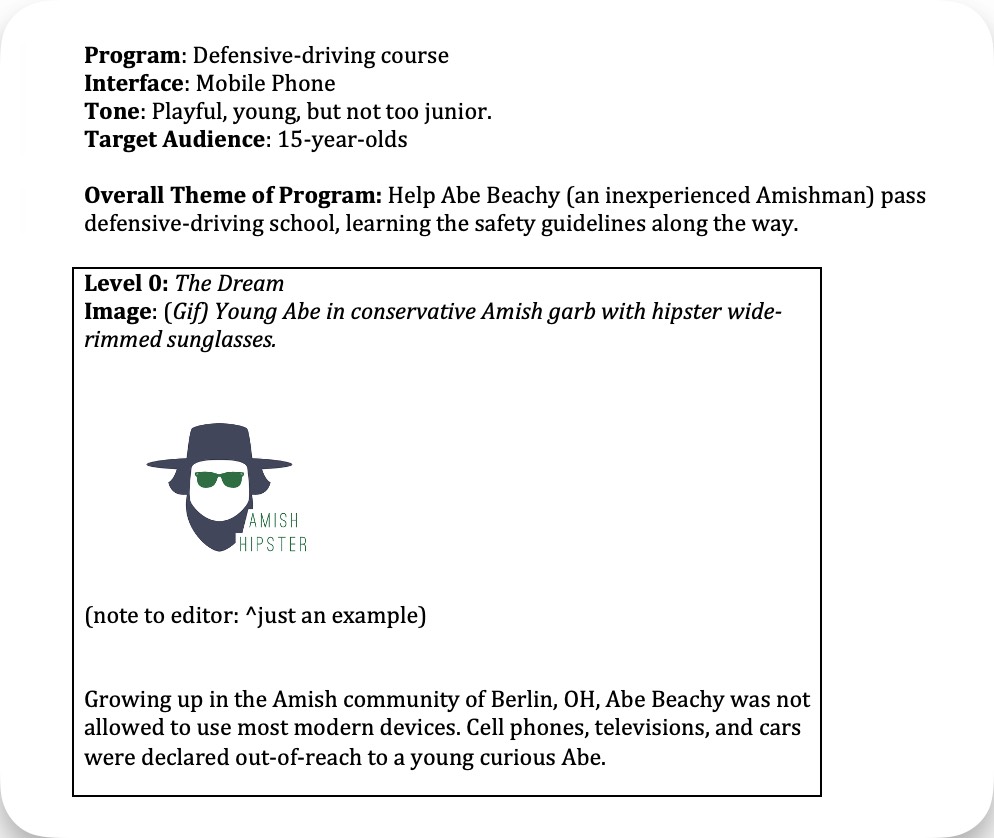 Program: Defensive-driving course
Interface: Mobile Phone
Tone: Playful, young, but not too junior.
Target Audience: 15-year-olds
Overall Theme of Program: Help Abe Beachy (an inexperienced Amishman) pass
defensive-driving school, learning the safety guidelines along the way.
Level 0: The Dream
Image: (Gif) Young Abe in conservative Amish garb with hipster wide-
rimmed sunglasses.
AMISH
HIPSTER
(note to editor: ^just an example)
Growing up in the Amish community of Berlin, OH, Abe Beachy was not
allowed to use most modern devices. Cell phones, televisions, and cars
were declared out-of-reach to a young curious Abe.